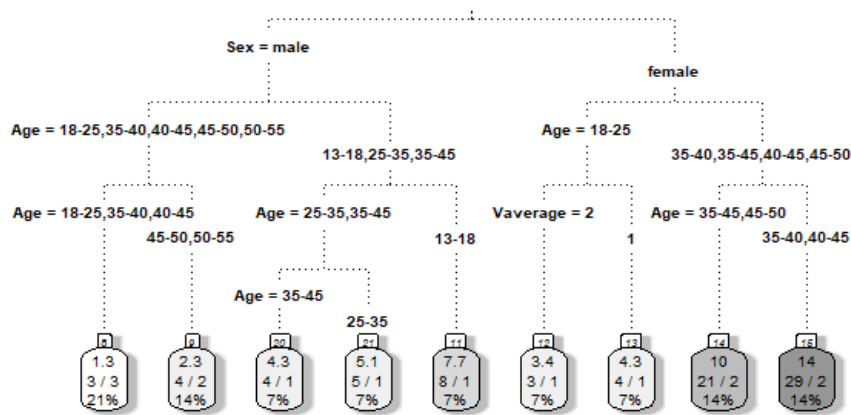 Sex = male
female
Age = 18-25,35-40,40-45,45-50,50-55
Age = 18-25
13-18,25-35,35-45
35-40,35-45,40-45,45-50
Age = 18-25,35-40,40-45
Age = 25-35,35-45
Vaverage = 2
Age = 35-45,45-50
45-50,50-55
13-18
1
35-40,40-45
Age = 35-45
25-35
8 9 20 21 11 12 13 14 15
1.3 2.3 4.3 5.1 7.7 3.4 4.3 10 14
3 / 3 4 / 2 4 / 1 5 / 1 8 / 1 3 / 1 4 / 1 21 / 2 29 / 2
21% 14% 7% 7% 7% 7% 7% 14% 14%